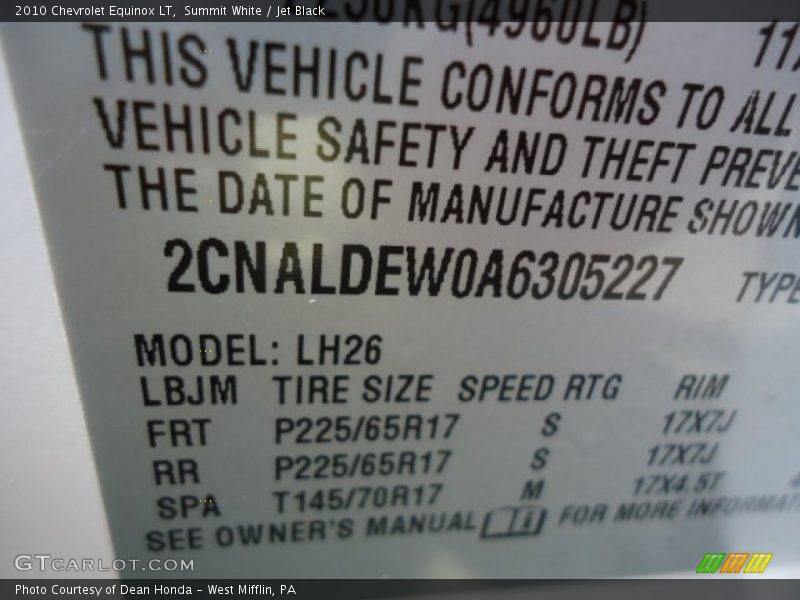 2010 Chevrolet Equinox LT, Summit White / Jet Black
(4960LB)
THIS VEHICLE CONFORMS TO ALL
VEHICLE SAFETY AND THEFT PREVE
THE DATE OF MANUFACTURE SHOWN
2CNALDEW0A6305227 TYPE
MODEL: LH26
LBJM TIRE SIZE SPEED RTG RIM
FRT P225/65R17 S 17X7J
RR P225/65R17 S 17X7J
SPA T145/70R17 M 17X4.5T
SEE OWNER'S MANUAL FOR MORE INFORMAT
GTCARLOT.COM
Photo Courtesy of Dean Honda - West Mifflin, PA